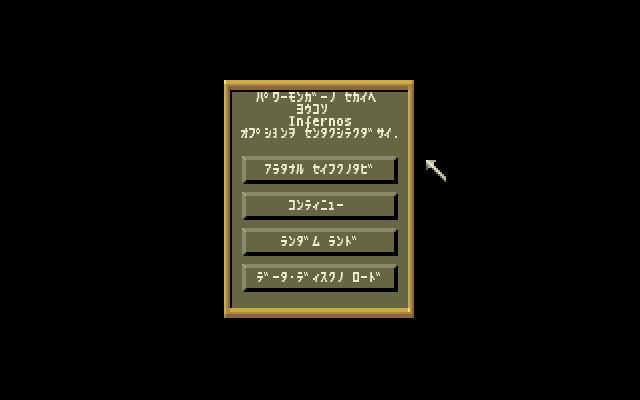 パワーモンガーノ セカイヘ
ヨウコソ
Infernos
オプションヲ センタクシテクダサイ.
アラタナル セイフクノタビ
コンティニュー
ランダム ランド
データ・ディスクノ ロード